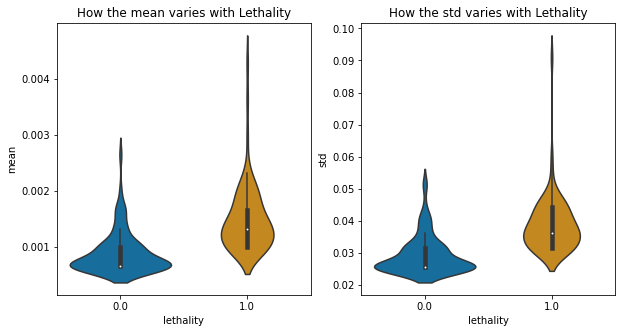 How the mean varies with Lethality
mean
0.004
0.003
0.002
0.001
0.0
1.0
lethality
How the std varies with Lethality
std
0.10
0.09
0.08
0.07
0.06
0.05
0.04
0.03
0.02
0.0
1.0
lethality